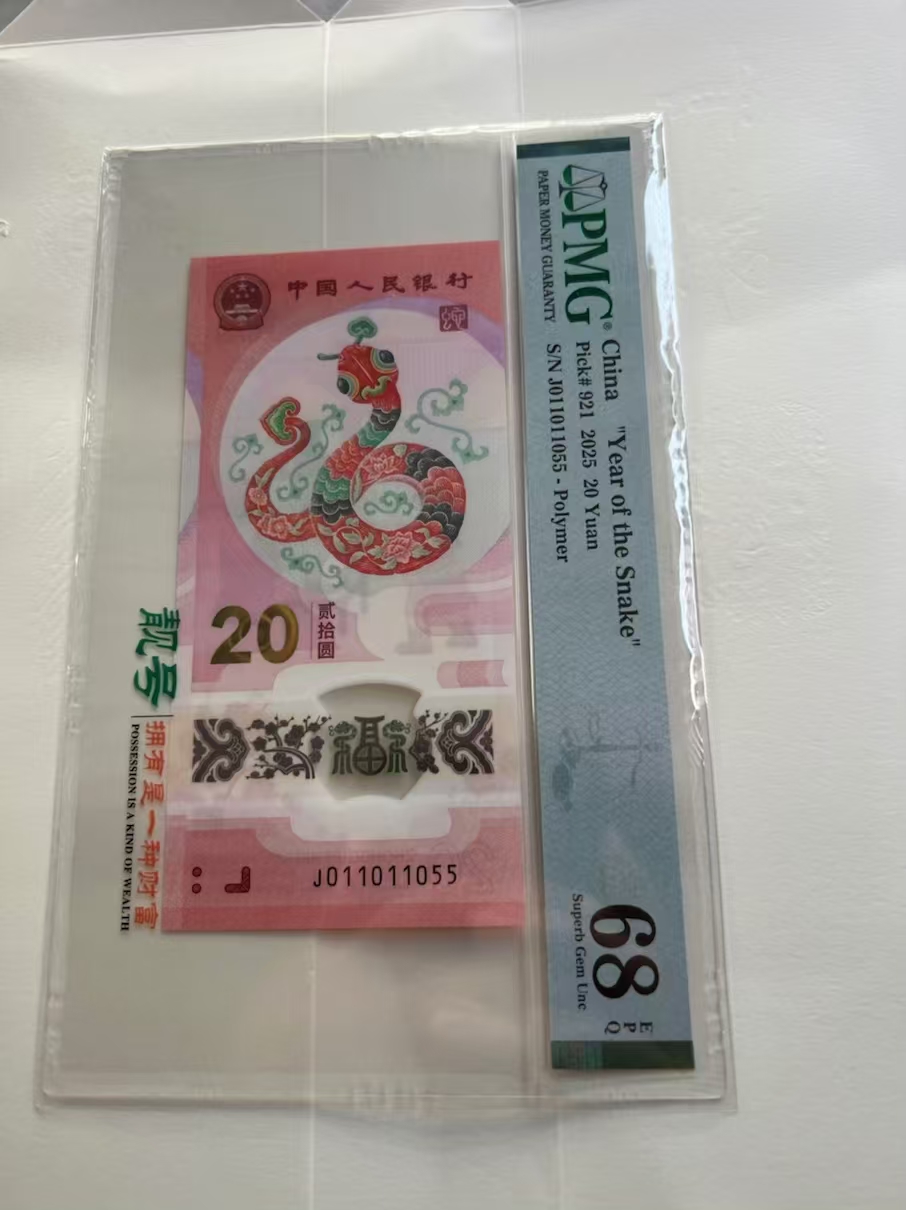 中国人民银行
20
贰拾圆
福
J011011055
靓号
拥有是一种财富
POSSESSION IS A KIND OF WEALTH
PMG®
PAPER MONEY GUARANTY
China "Year of the Snake"
Pick# 921 2025 20 Yuan
S/N J011011055 - Polymer
68
EPQ
Superb Gem Unc